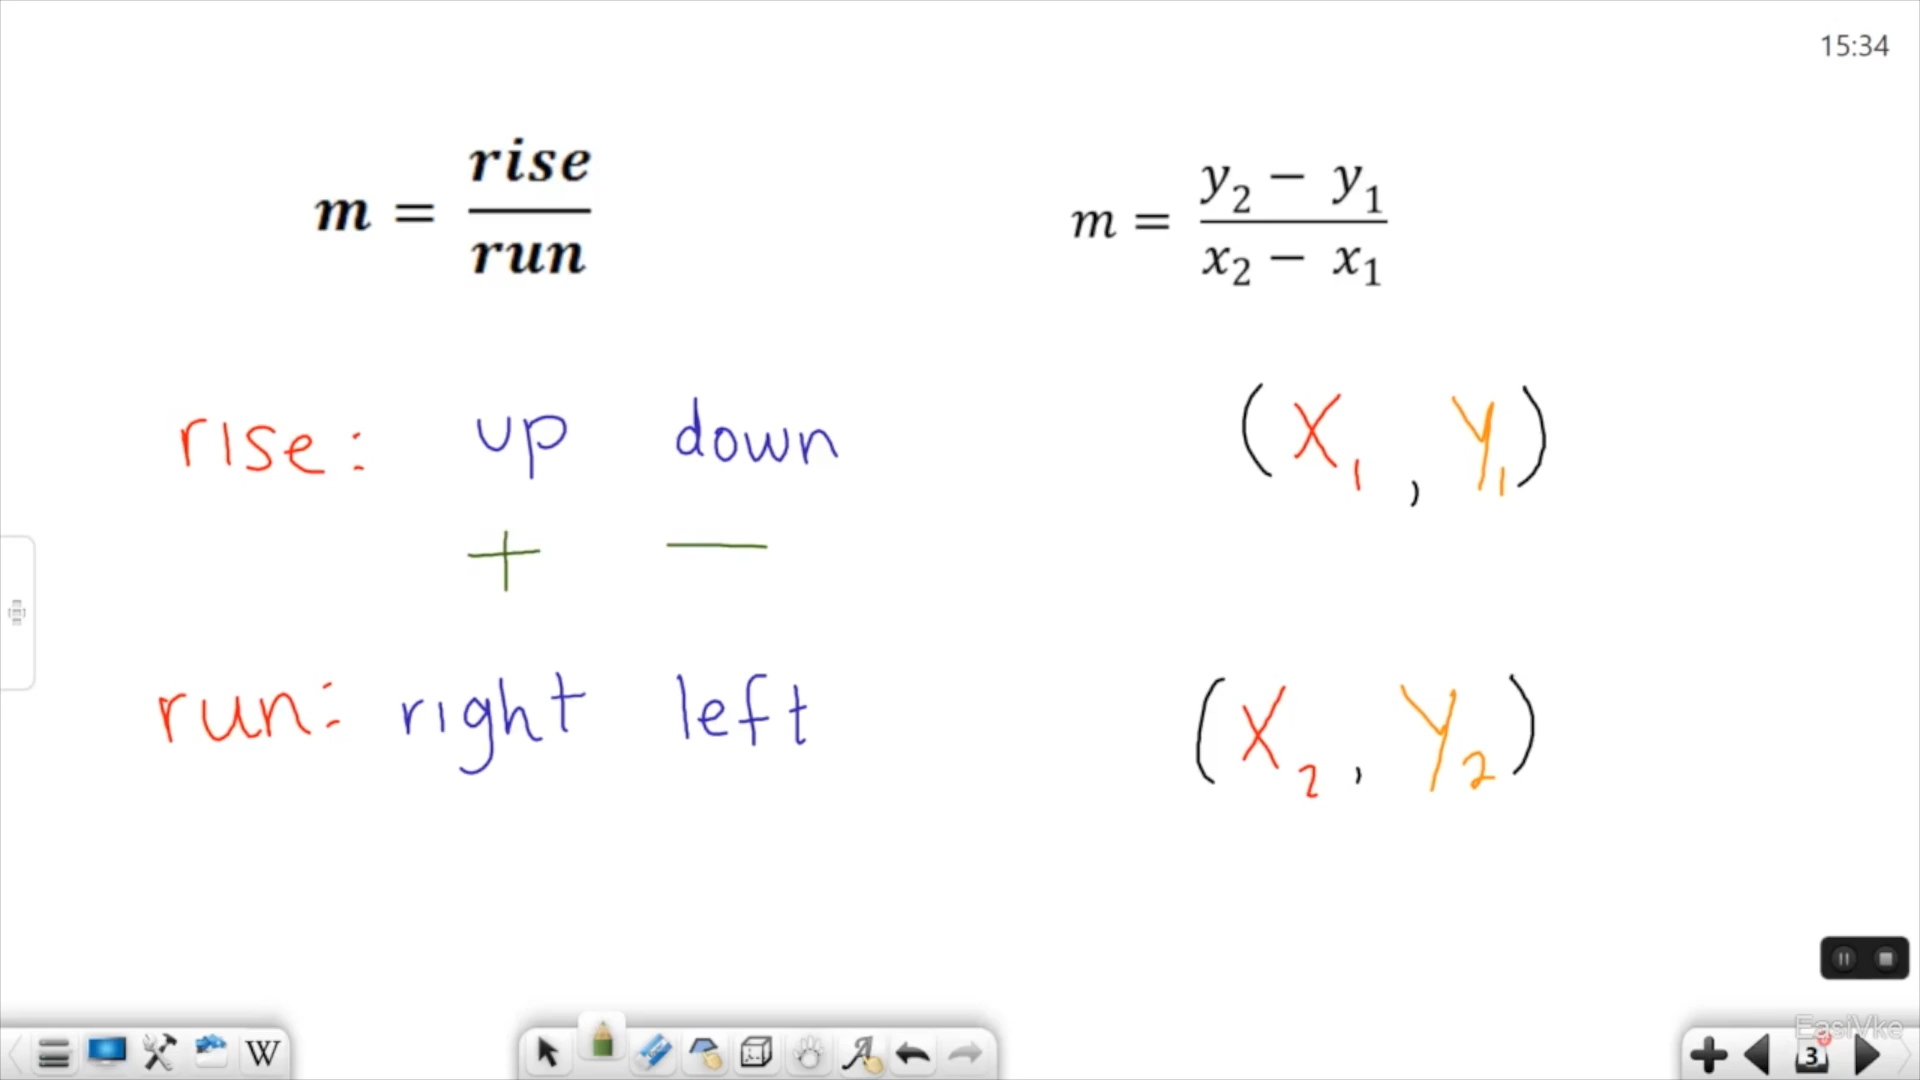 15:34
m = rise / run
m = y₂ − y₁ / x₂ − x₁
rise: up down
+ —
run: right left
(X₁, Y₁)
(X₂, Y₂)
W
3